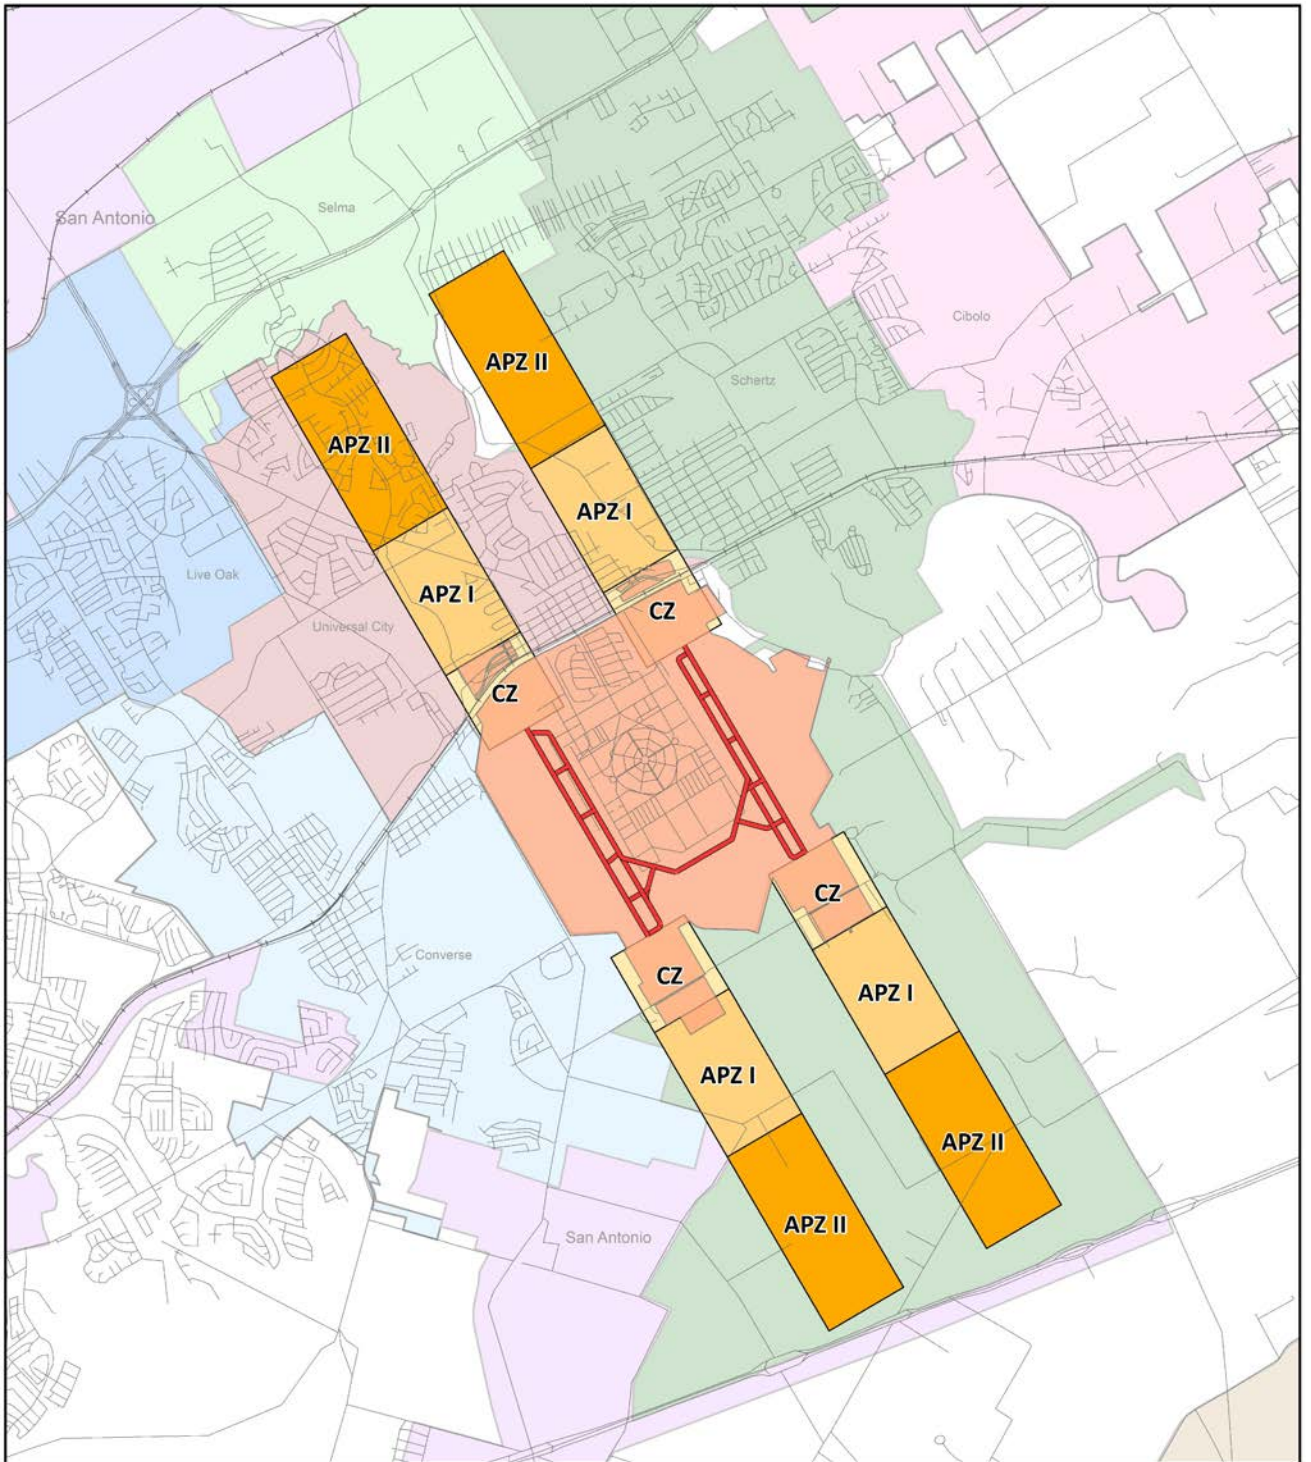 San Antonio
Selma
APZ II
Cibolo
Schertz
APZ II
APZ I
Live Oak
APZ I
CZ
Universal City
CZ
CZ
Converse
CZ
APZ I
APZ I
APZ II
APZ II
San Antonio